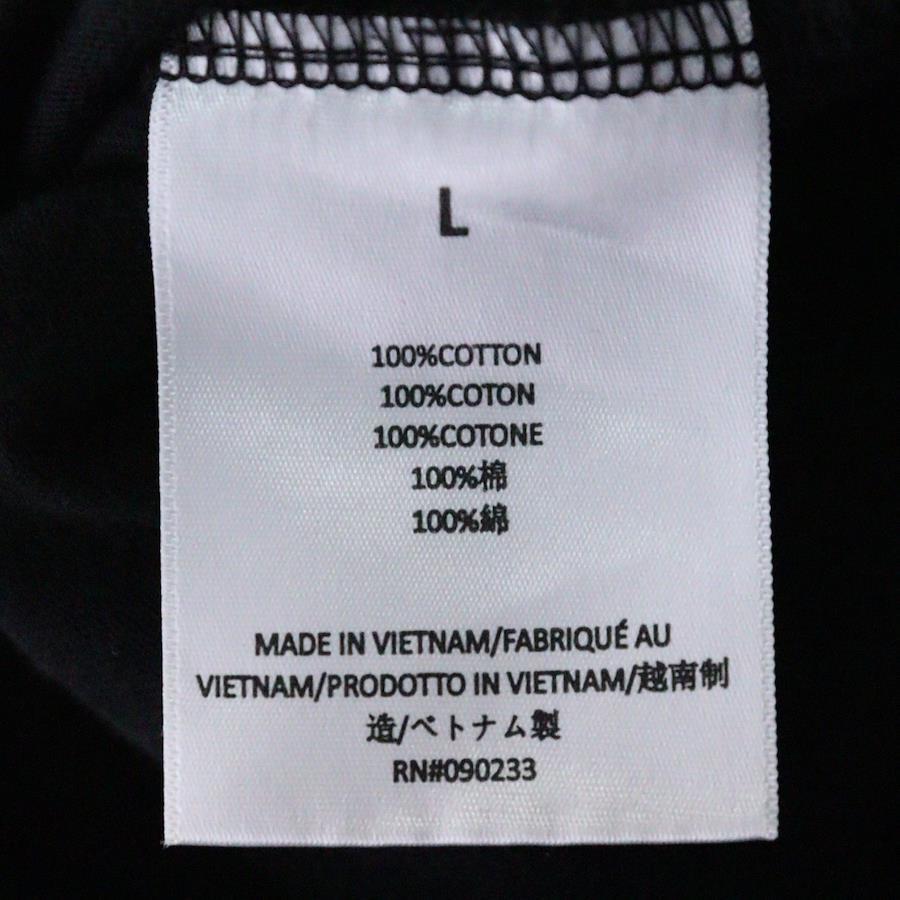 L
100%COTTON
100%COTON
100%COTONE
100%棉
100%綿
MADE IN VIETNAM/FABRIQUÉ AU
VIETNAM/PRODOTTO IN VIETNAM/越南制
造/ベトナム製
RN#090233